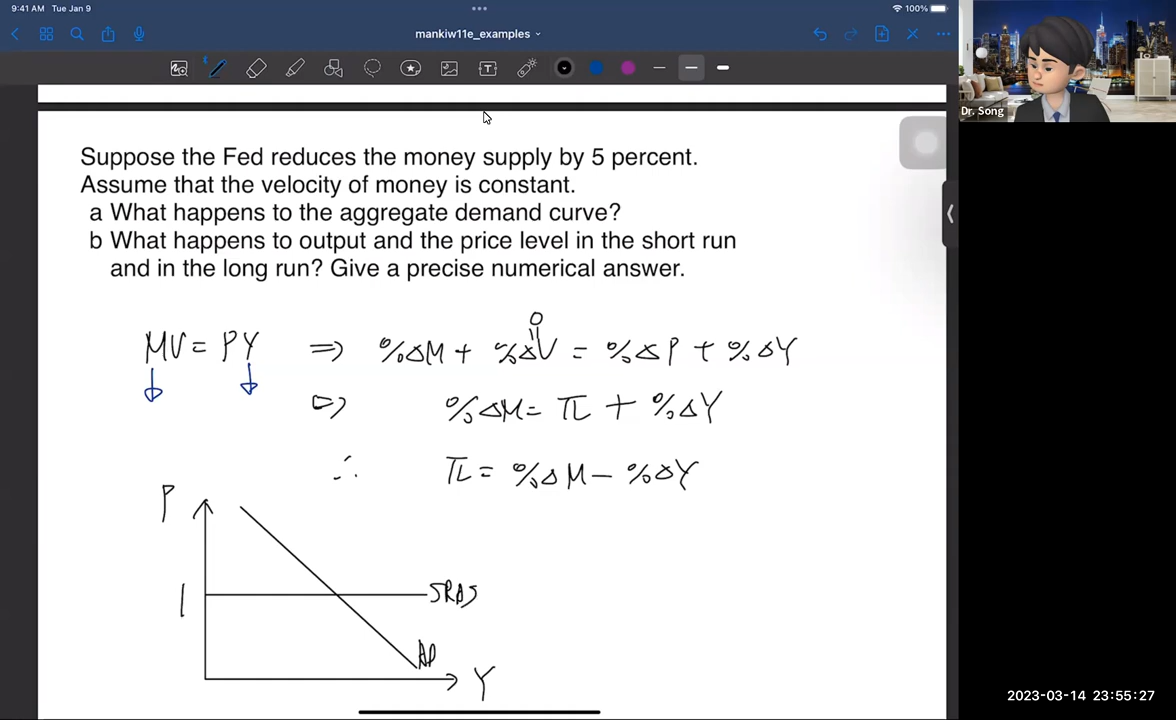 9:41 AM Tue Jan 9
100%
mankiw11e_examples
Dr. Song
Suppose the Fed reduces the money supply by 5 percent.
Assume that the velocity of money is constant.
a What happens to the aggregate demand curve?
b What happens to output and the price level in the short run
and in the long run? Give a precise numerical answer.
0
MV = PY ⇒ %ΔM + %ΔV = %ΔP + %ΔY
⇒ %ΔM = π + %ΔY
∴ π = %ΔM − %ΔY
P
1 SRAS
AD
Y
2023-03-14 23:55:27